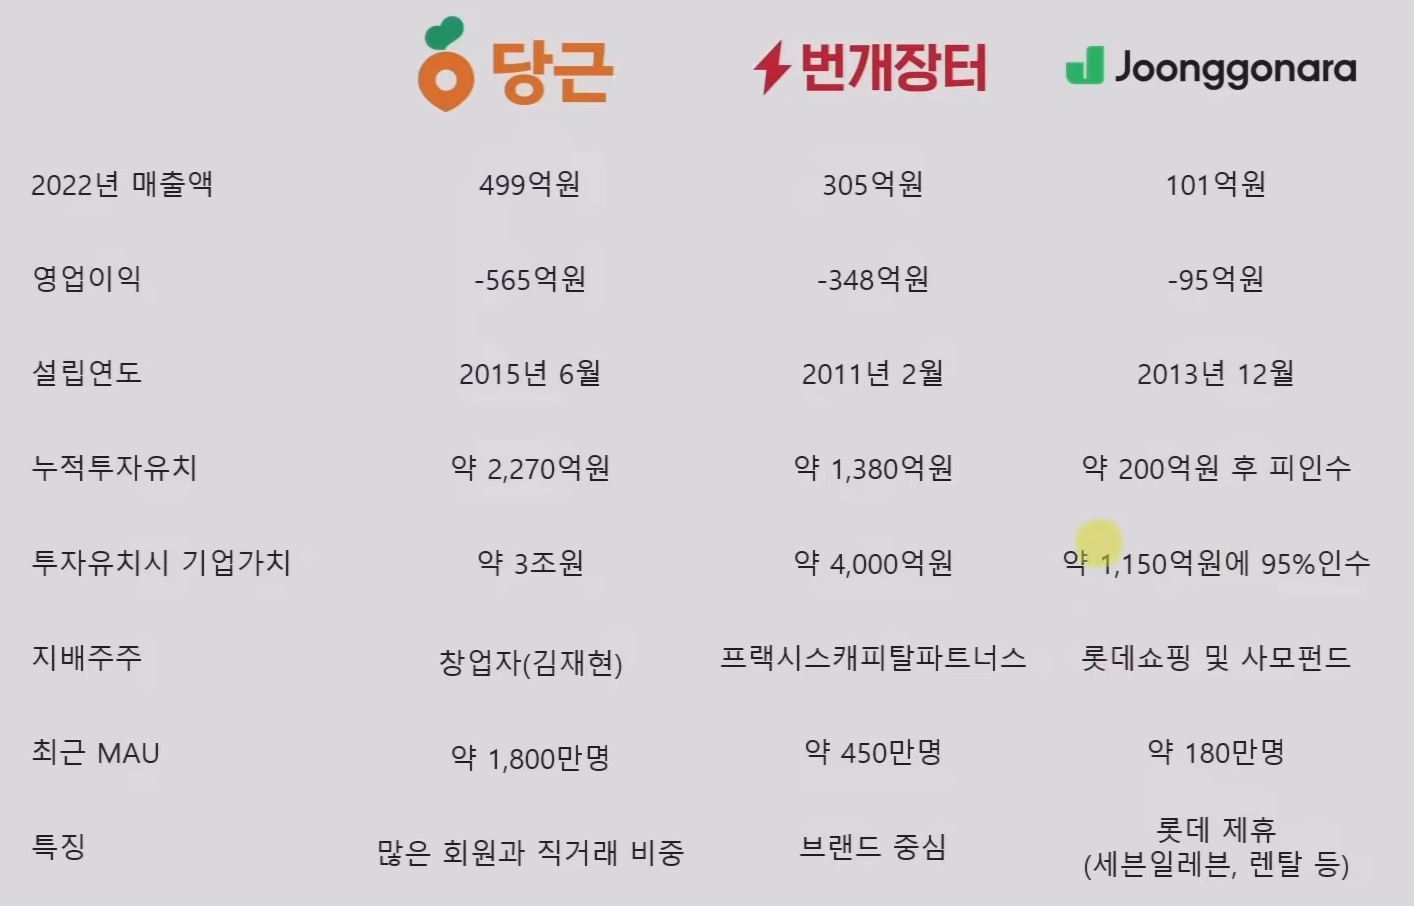 당근 번개장터 Joonggonara
2022년 매출액 499억원 305억원 101억원
영업이익 -565억원 -348억원 -95억원
설립연도 2015년 6월 2011년 2월 2013년 12월
누적투자유치 약 2,270억원 약 1,380억원 약 200억원 후 피인수
투자유치시 기업가치 약 3조원 약 4,000억원 약 1,150억원에 95%인수
지배주주 창업자(김재현) 프랙시스캐피탈파트너스 롯데쇼핑 및 사모펀드
최근 MAU 약 1,800만명 약 450만명 약 180만명
특징 많은 회원과 직거래 비중 브랜드 중심 롯데 제휴
(세븐일레븐, 렌탈 등)